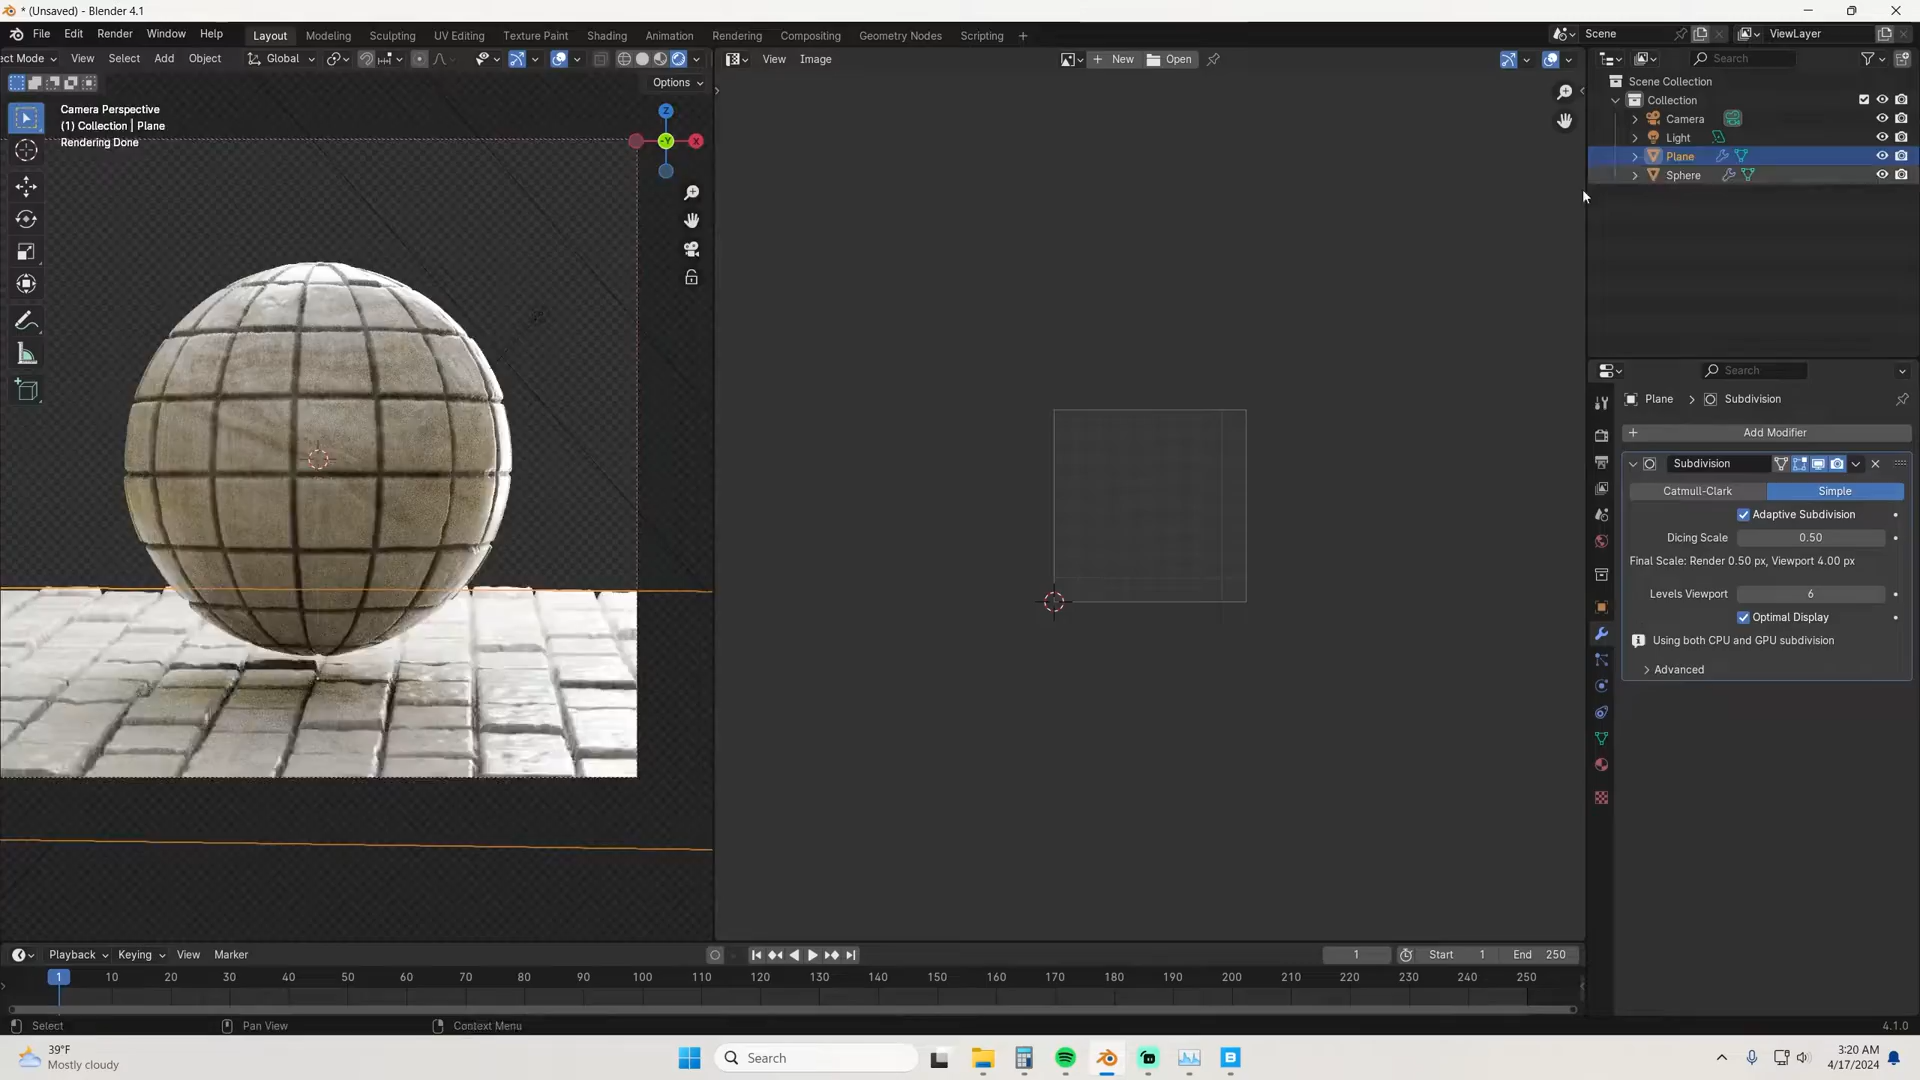 * (Unsaved) - Blender 4.1
File Edit Render Window Help
Layout Modeling Sculpting UV Editing Texture Paint Shading Animation Rendering Compositing Geometry Nodes Scripting
Scene
ViewLayer
ect Mode View Select Add Object
Global
View Image
New
Open
Search
Options
Camera Perspective
(1) Collection | Plane
Rendering Done
Z
X
-Y
Scene Collection
Collection
Camera
Light
Plane
Sphere
Search
Plane > Subdivision
Add Modifier
Subdivision
Catmull-Clark Simple
Adaptive Subdivision
Dicing Scale 0.50
Final Scale: Render 0.50 px, Viewport 4.00 px
Levels Viewport 6
Optimal Display
Using both CPU and GPU subdivision
Advanced
Playback Keying View Marker
1
Start 1 End 250
1 10 20 30 40 50 60 70 80 90 100 110 120 130 140 150 160 170 180 190 200 210 220 230 240 250
Select
Pan View
Context Menu
4.1.0
39°F
Mostly cloudy
Search
3:20 AM
4/17/2024